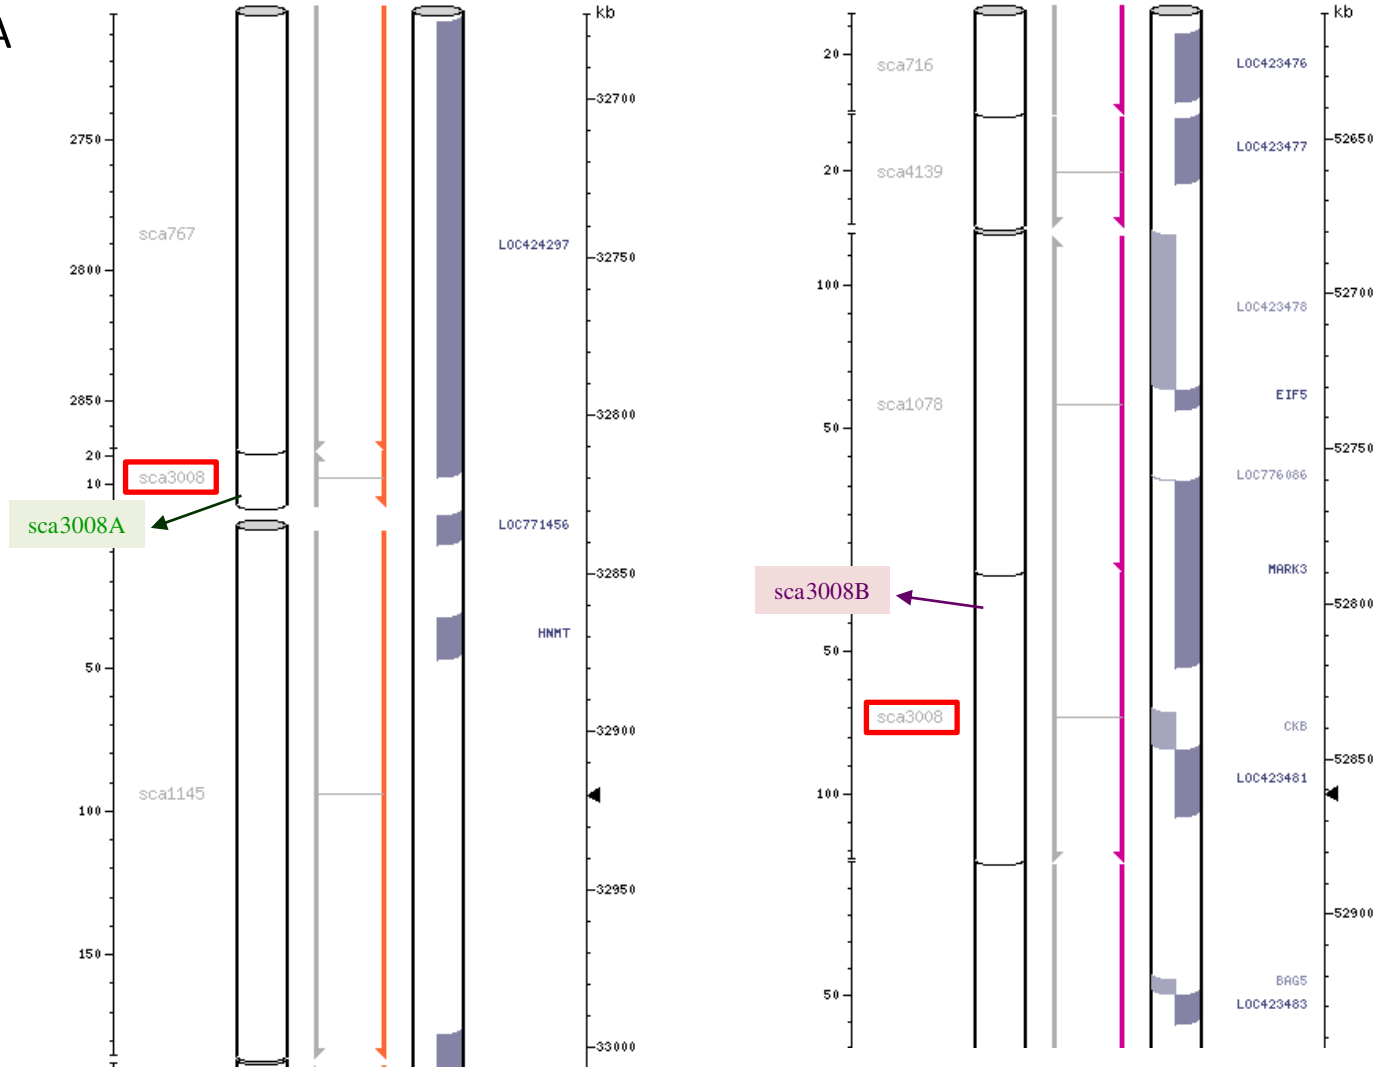 A
kb
32700
2750
sca767
LOC424297
32750
2800
32800
2850
20
sca3008
10
sca3008A
LOC771456
32850
HNMT
50
32900
sca1145
100
32950
150
33000
kb
20
sca716
LOC423476
52650
LOC423477
20
sca4139
100
52700
LOC423478
EIF5
sca1078
50
52750
LOC776086
MARK3
sca3008B
52800
50
sca3008
CKB
52850
LOC423481
100
52900
BAG5
50
LOC423483